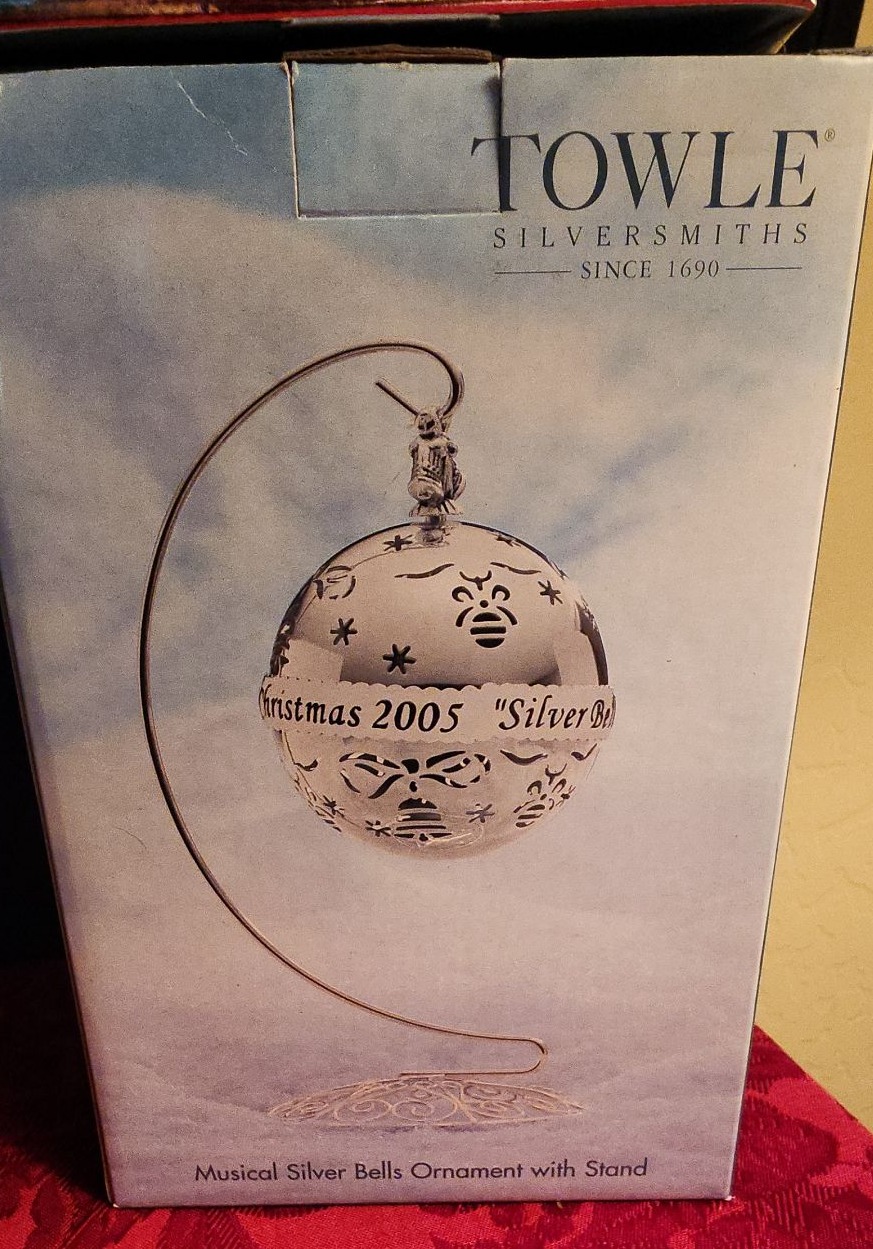 TOWLE®
SILVERSMITHS
SINCE 1690
Christmas 2005 "Silver Be
Musical Silver Bells Ornament with Stand